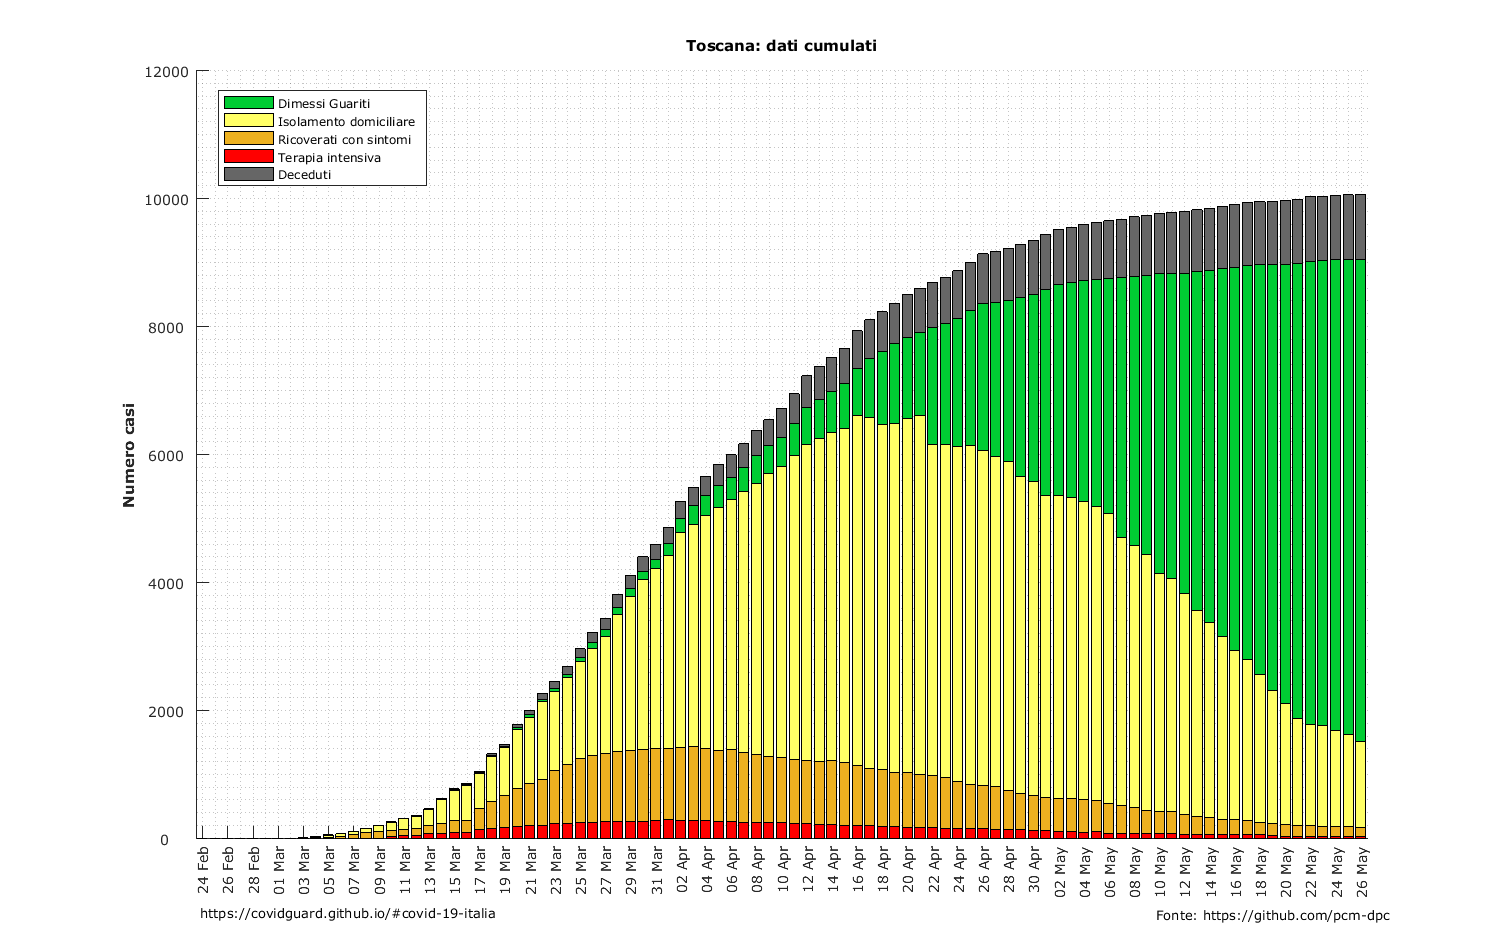 Toscana: dati cumulati
12000
10000
8000
6000
4000
2000
0
Numero casi
Dimessi Guariti
Isolamento domiciliare
Ricoverati con sintomi
Terapia intensiva
Deceduti
24 Feb
26 Feb
28 Feb
01 Mar
03 Mar
05 Mar
07 Mar
09 Mar
11 Mar
13 Mar
15 Mar
17 Mar
19 Mar
21 Mar
23 Mar
25 Mar
27 Mar
29 Mar
31 Mar
02 Apr
04 Apr
06 Apr
08 Apr
10 Apr
12 Apr
14 Apr
16 Apr
18 Apr
20 Apr
22 Apr
24 Apr
26 Apr
28 Apr
30 Apr
02 May
04 May
06 May
08 May
10 May
12 May
14 May
16 May
18 May
20 May
22 May
24 May
26 May
https://covidguard.github.io/#covid-19-italia
Fonte: https://github.com/pcm-dpc